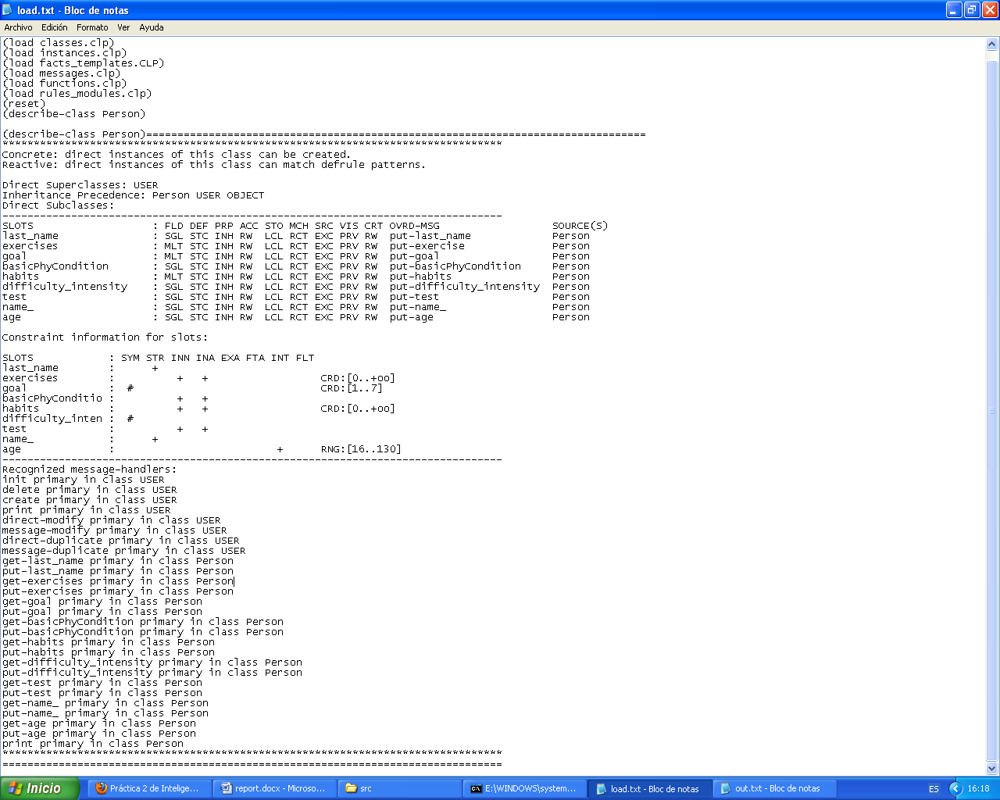 load.txt - Bloc de notas
Archivo Edición Formato Ver Ayuda
(load classes.clp)
(load instances.clp)
(load facts_templates.CLP)
(load messages.clp)
(load functions.clp)
(load rules_modules.clp)
(reset)
(describe-class Person)
(describe-class Person)================================================================================
********************************************************************************
Concrete: direct instances of this class can be created.
Reactive: direct instances of this class can match defrule patterns.
Direct Superclasses: USER
Inheritance Precedence: Person USER OBJECT
Direct Subclasses:
--------------------------------------------------------------------------------
SLOTS : FLD DEF PRP ACC STO MCH SRC VIS CRT OVRD-MSG SOURCE(S)
last_name : SGL STC INH RW LCL RCT EXC PRV RW put-last_name Person
exercises : MLT STC INH RW LCL RCT EXC PRV RW put-exercise Person
goal : MLT STC INH RW LCL RCT EXC PRV RW put-goal Person
basicPhyCondition : SGL STC INH RW LCL RCT EXC PRV RW put-basicPhyCondition Person
habits : MLT STC INH RW LCL RCT EXC PRV RW put-habits Person
difficulty_intensity : SGL STC INH RW LCL RCT EXC PRV RW put-difficulty_intensity Person
test : SGL STC INH RW LCL RCT EXC PRV RW put-test Person
name_ : SGL STC INH RW LCL RCT EXC PRV RW put-name_ Person
age : SGL STC INH RW LCL RCT EXC PRV RW put-age Person
Constraint information for slots:
SLOTS : SYM STR INN INA EXA FTA INT FLT
last_name : +
exercises : + + CRD:[0..+oo]
goal : # CRD:[1..7]
basicPhyConditio : + +
habits : + + CRD:[0..+oo]
difficulty_inten : #
test : + +
name_ : +
age : + RNG:[16..130]
--------------------------------------------------------------------------------
Recognized message-handlers:
init primary in class USER
delete primary in class USER
create primary in class USER
print primary in class USER
direct-modify primary in class USER
message-modify primary in class USER
direct-duplicate primary in class USER
message-duplicate primary in class USER
get-last_name primary in class Person
put-last_name primary in class Person
get-exercises primary in class Person
put-exercises primary in class Person
get-goal primary in class Person
put-goal primary in class Person
get-basicPhyCondition primary in class Person
put-basicPhyCondition primary in class Person
get-habits primary in class Person
put-habits primary in class Person
get-difficulty_intensity primary in class Person
put-difficulty_intensity primary in class Person
get-test primary in class Person
put-test primary in class Person
get-name_ primary in class Person
put-name_ primary in class Person
get-age primary in class Person
put-age primary in class Person
print primary in class Person
********************************************************************************
================================================================================
Inicio Práctica 2 de Intelige... report.docx - Microso... src E:\WINDOWS\system... load.txt - Bloc de notas out.txt - Bloc de notas ES 16:18